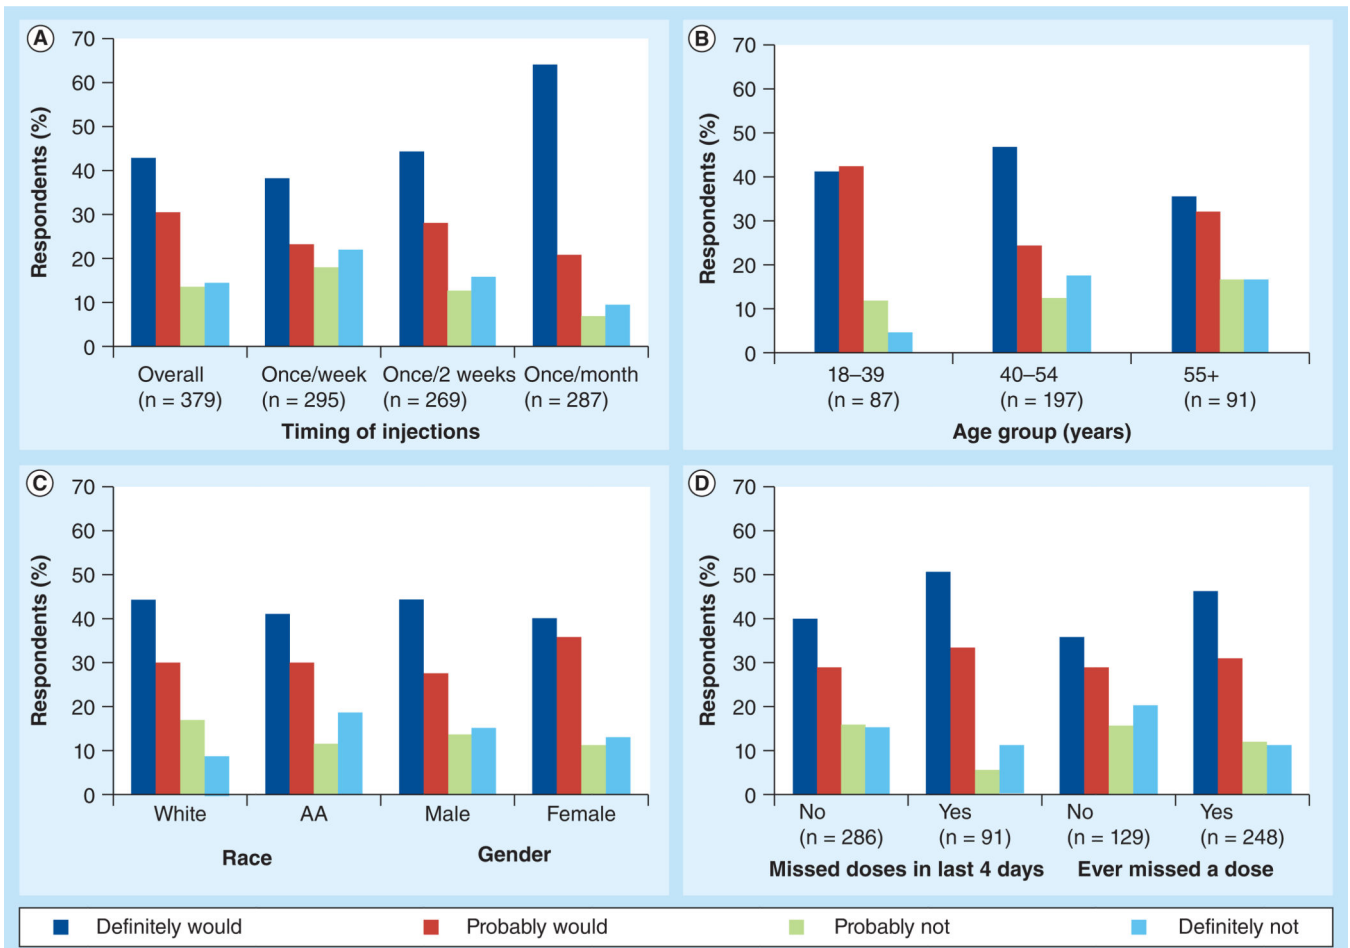 A
70
60
50
40
30
20
10
0
Respondents (%)
Overall Once/week Once/2 weeks Once/month
(n = 379) (n = 295) (n = 269) (n = 287)
Timing of injections
B
70
60
50
40
30
20
10
0
Respondents (%)
18–39 40–54 55+
(n = 87) (n = 197) (n = 91)
Age group (years)
C
70
60
50
40
30
20
10
0
Respondents (%)
White AA Male Female
Race Gender
D
70
60
50
40
30
20
10
0
Respondents (%)
No Yes No Yes
(n = 286) (n = 91) (n = 129) (n = 248)
Missed doses in last 4 days Ever missed a dose
Definitely would Probably would Probably not Definitely not